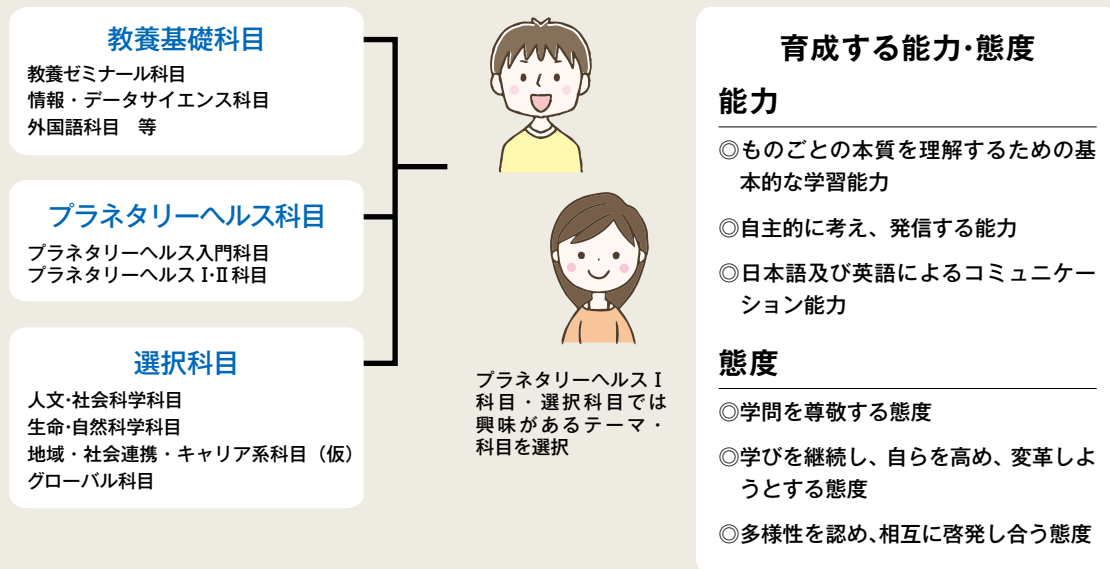 教養基礎科目
教養ゼミナール科目
情報・データサイエンス科目
外国語科目　等
プラネタリーヘルス科目
プラネタリーヘルス入門科目
プラネタリーヘルス I・II 科目
選択科目
人文・社会科学科目
生命・自然科学科目
地域・社会連携・キャリア系科目（仮）
グローバル科目
プラネタリーヘルス I
科目・選択科目では
興味があるテーマ・
科目を選択
育成する能力・態度
能力
◎ものごとの本質を理解するための基
本的な学習能力
◎自主的に考え、発信する能力
◎日本語及び英語によるコミュニケー
ション能力
態度
◎学問を尊敬する態度
◎学びを継続し、自らを高め、変革しよ
うとする態度
◎多様性を認め、相互に啓発し合う態度